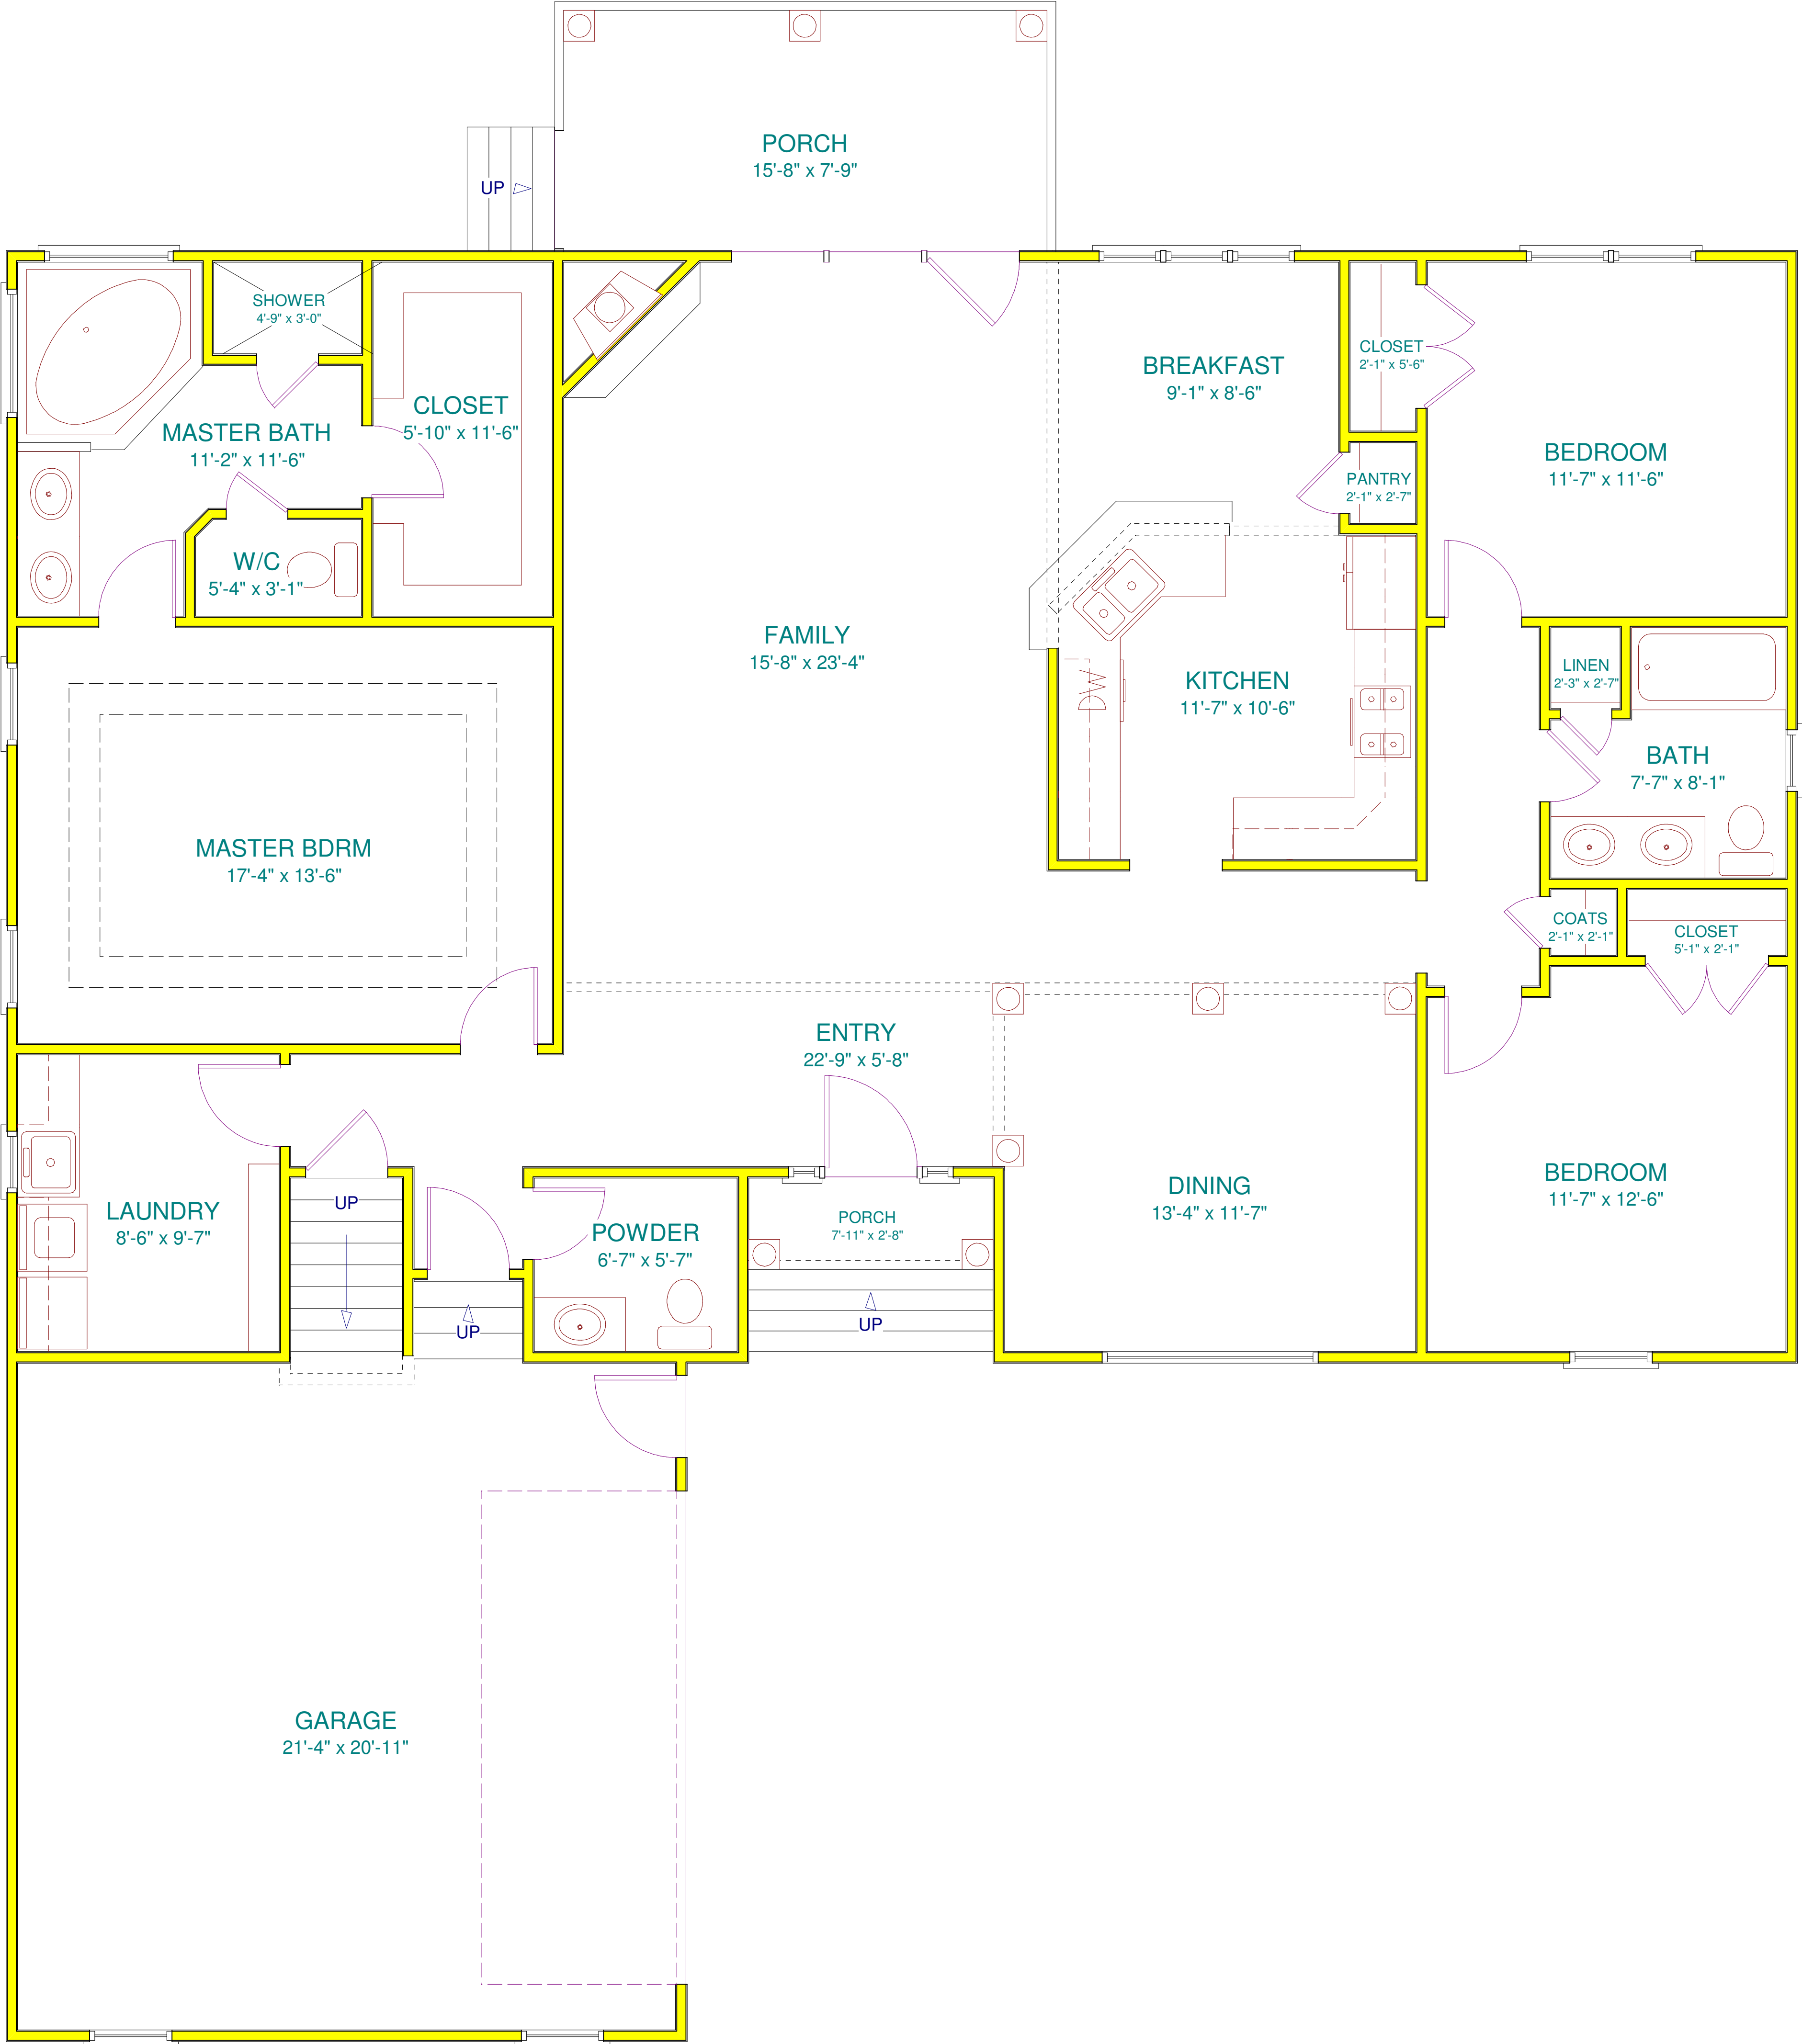 PORCH
15'-8" x 7'-9"
UP
SHOWER
4'-9" x 3'-0"
CLOSET
5'-10" x 11'-6"
MASTER BATH
11'-2" x 11'-6"
W/C
5'-4" x 3'-1"
BREAKFAST
9'-1" x 8'-6"
CLOSET
2'-1" x 5'-6"
PANTRY
2'-1" x 2'-7"
BEDROOM
11'-7" x 11'-6"
FAMILY
15'-8" x 23'-4"
KITCHEN
11'-7" x 10'-6"
LINEN
2'-3" x 2'-7"
BATH
7'-7" x 8'-1"
MASTER BDRM
17'-4" x 13'-6"
COATS
2'-1" x 2'-1"
CLOSET
5'-1" x 2'-1"
ENTRY
22'-9" x 5'-8"
LAUNDRY
8'-6" x 9'-7"
UP
UP
POWDER
6'-7" x 5'-7"
PORCH
7'-11" x 2'-8"
UP
DINING
13'-4" x 11'-7"
BEDROOM
11'-7" x 12'-6"
GARAGE
21'-4" x 20'-11"